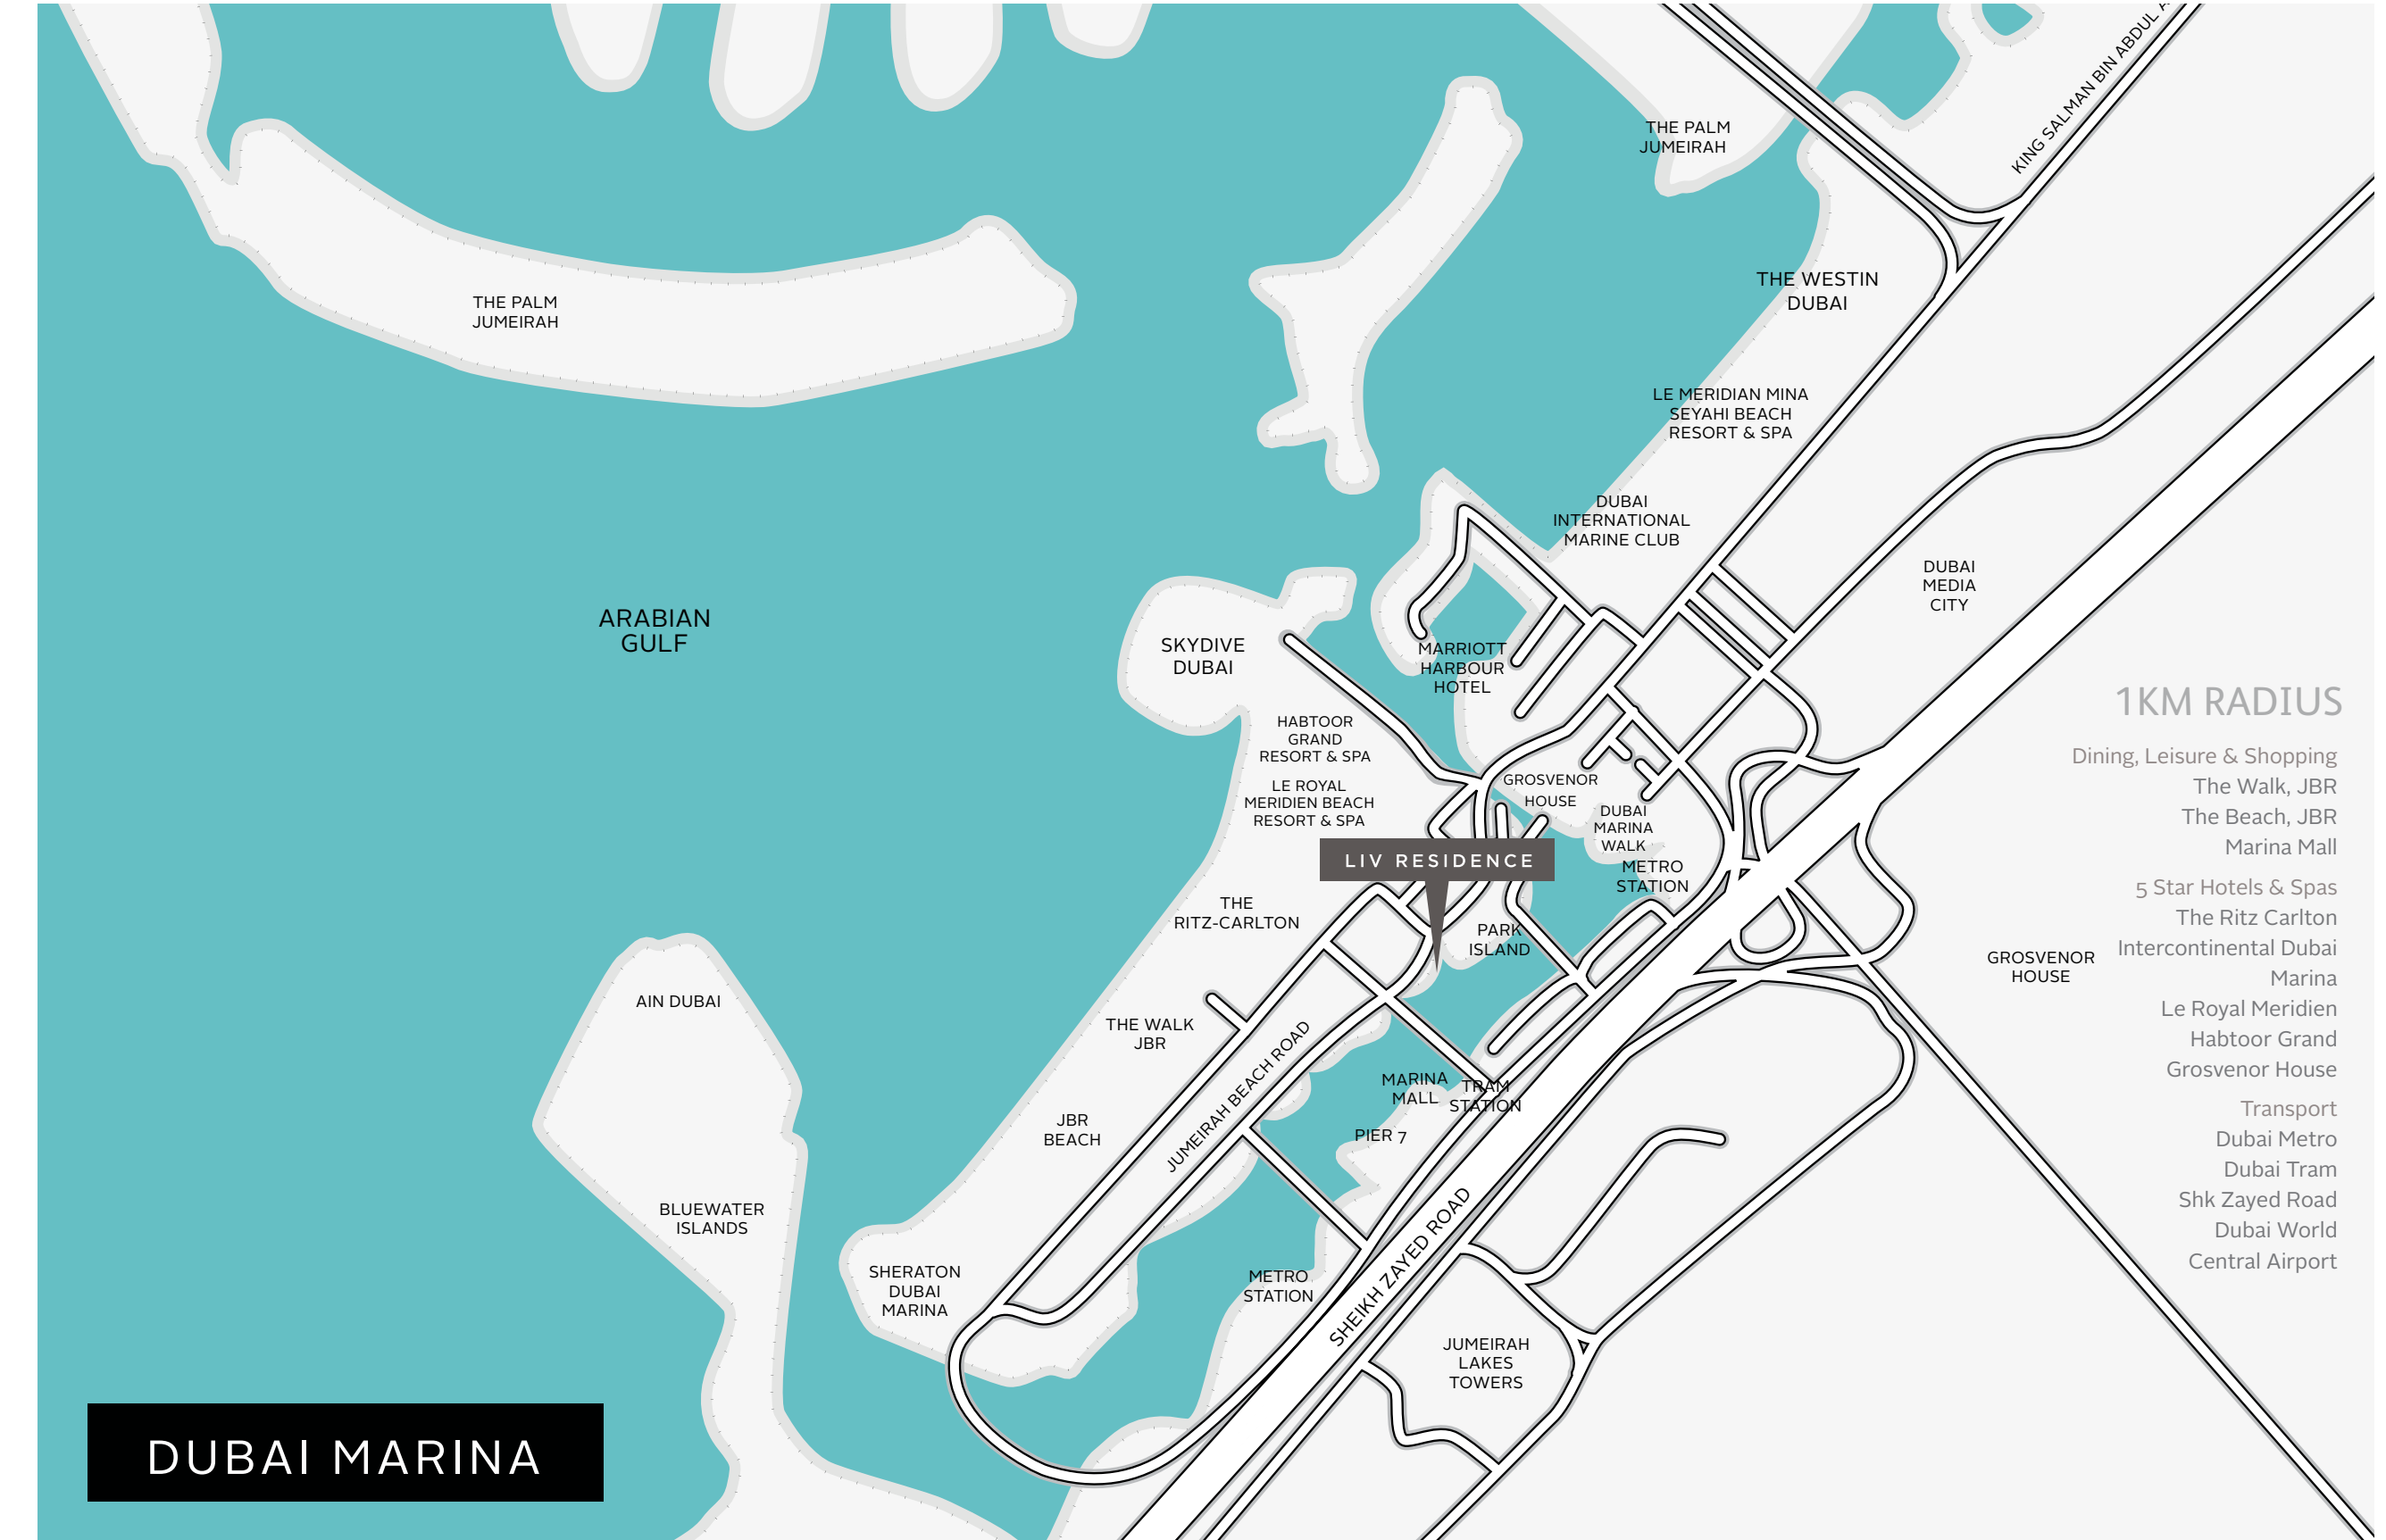 KING SALMAN BIN ABDUL A
THE PALM
JUMEIRAH
THE WESTIN
DUBAI
THE PALM
JUMEIRAH
LE MERIDIAN MINA
SEYAHI BEACH
RESORT & SPA
DUBAI
INTERNATIONAL
MARINE CLUB
DUBAI
MEDIA
CITY
ARABIAN
GULF
SKYDIVE
DUBAI
MARRIOTT
HARBOUR
HOTEL
HABTOOR
GRAND
RESORT & SPA
LE ROYAL
MERIDIEN BEACH
RESORT & SPA
GROSVENOR
HOUSE
DUBAI
MARINA
WALK
METRO
STATION
LIV RESIDENCE
THE
RITZ-CARLTON
PARK
ISLAND
GROSVENOR
HOUSE
AIN DUBAI
THE WALK
JBR
JUMEIRAH BEACH ROAD
MARINA
MALL
TRAM
STATION
PIER 7
JBR
BEACH
BLUEWATER
ISLANDS
SHERATON
DUBAI
MARINA
METRO
STATION
SHEIKH ZAYED ROAD
JUMEIRAH
LAKES
TOWERS
1KM RADIUS
Dining, Leisure & Shopping
The Walk, JBR
The Beach, JBR
Marina Mall
5 Star Hotels & Spas
The Ritz Carlton
Intercontinental Dubai
Marina
Le Royal Meridien
Habtoor Grand
Grosvenor House
Transport
Dubai Metro
Dubai Tram
Shk Zayed Road
Dubai World
Central Airport
DUBAI MARINA